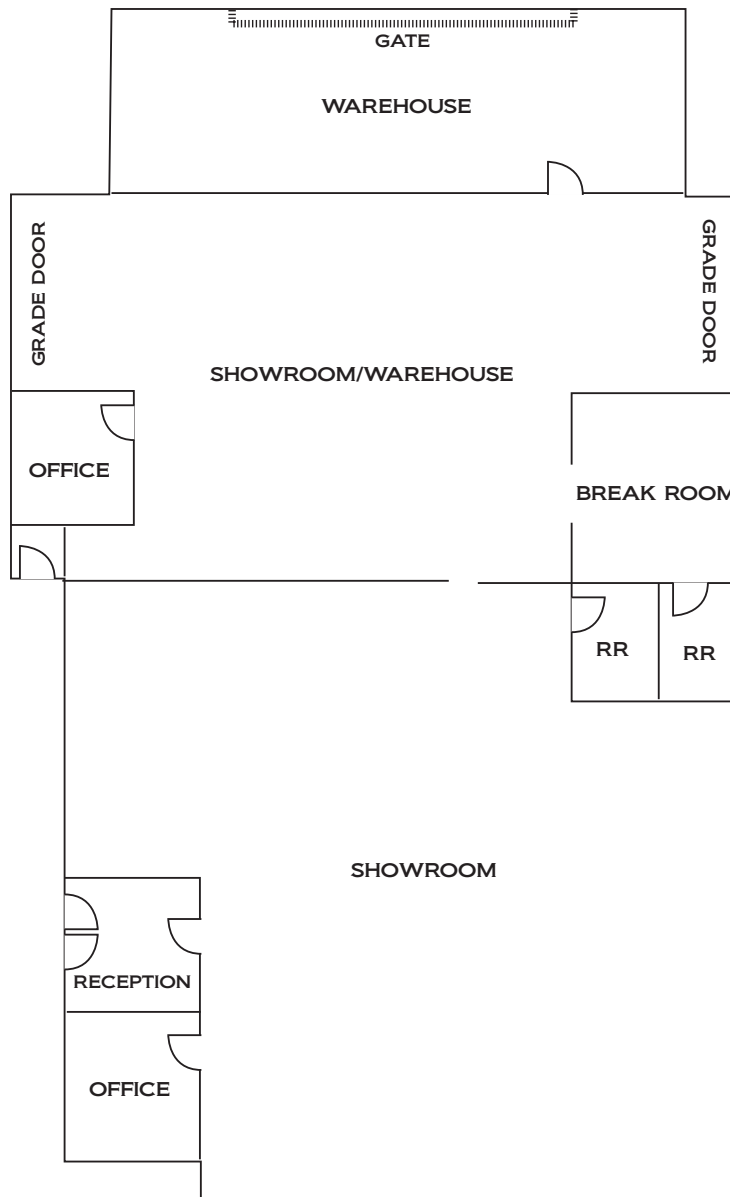 GATE
WAREHOUSE
GRADE DOOR
GRADE DOOR
SHOWROOM/WAREHOUSE
OFFICE
BREAK ROOM
RR
RR
SHOWROOM
RECEPTION
OFFICE